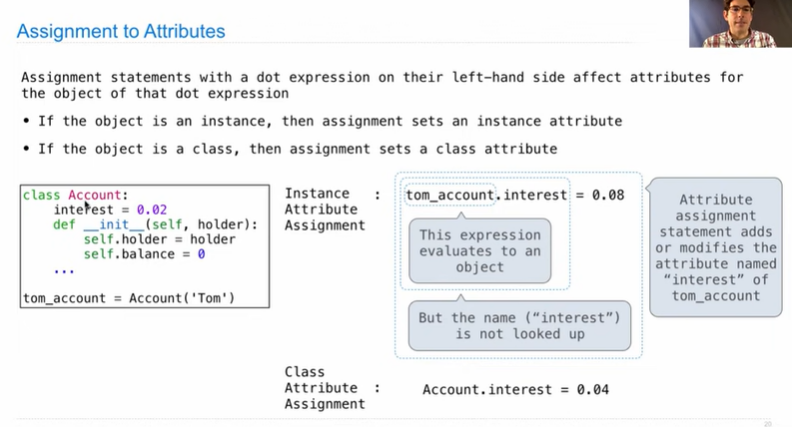 Assignment to Attributes
Assignment statements with a dot expression on their left-hand side affect attributes for
the object of that dot expression
• If the object is an instance, then assignment sets an instance attribute
• If the object is a class, then assignment sets a class attribute
class Account:
interest = 0.02
def __init__(self, holder):
self.holder = holder
self.balance = 0
...
tom_account = Account('Tom')
Instance :
Attribute
Assignment
tom_account.interest = 0.08
This expression
evaluates to an
object
But the name (“interest”)
is not looked up
Attribute
assignment
statement adds
or modifies the
attribute named
“interest” of
tom_account
Class
Attribute :
Assignment
Account.interest = 0.04
20